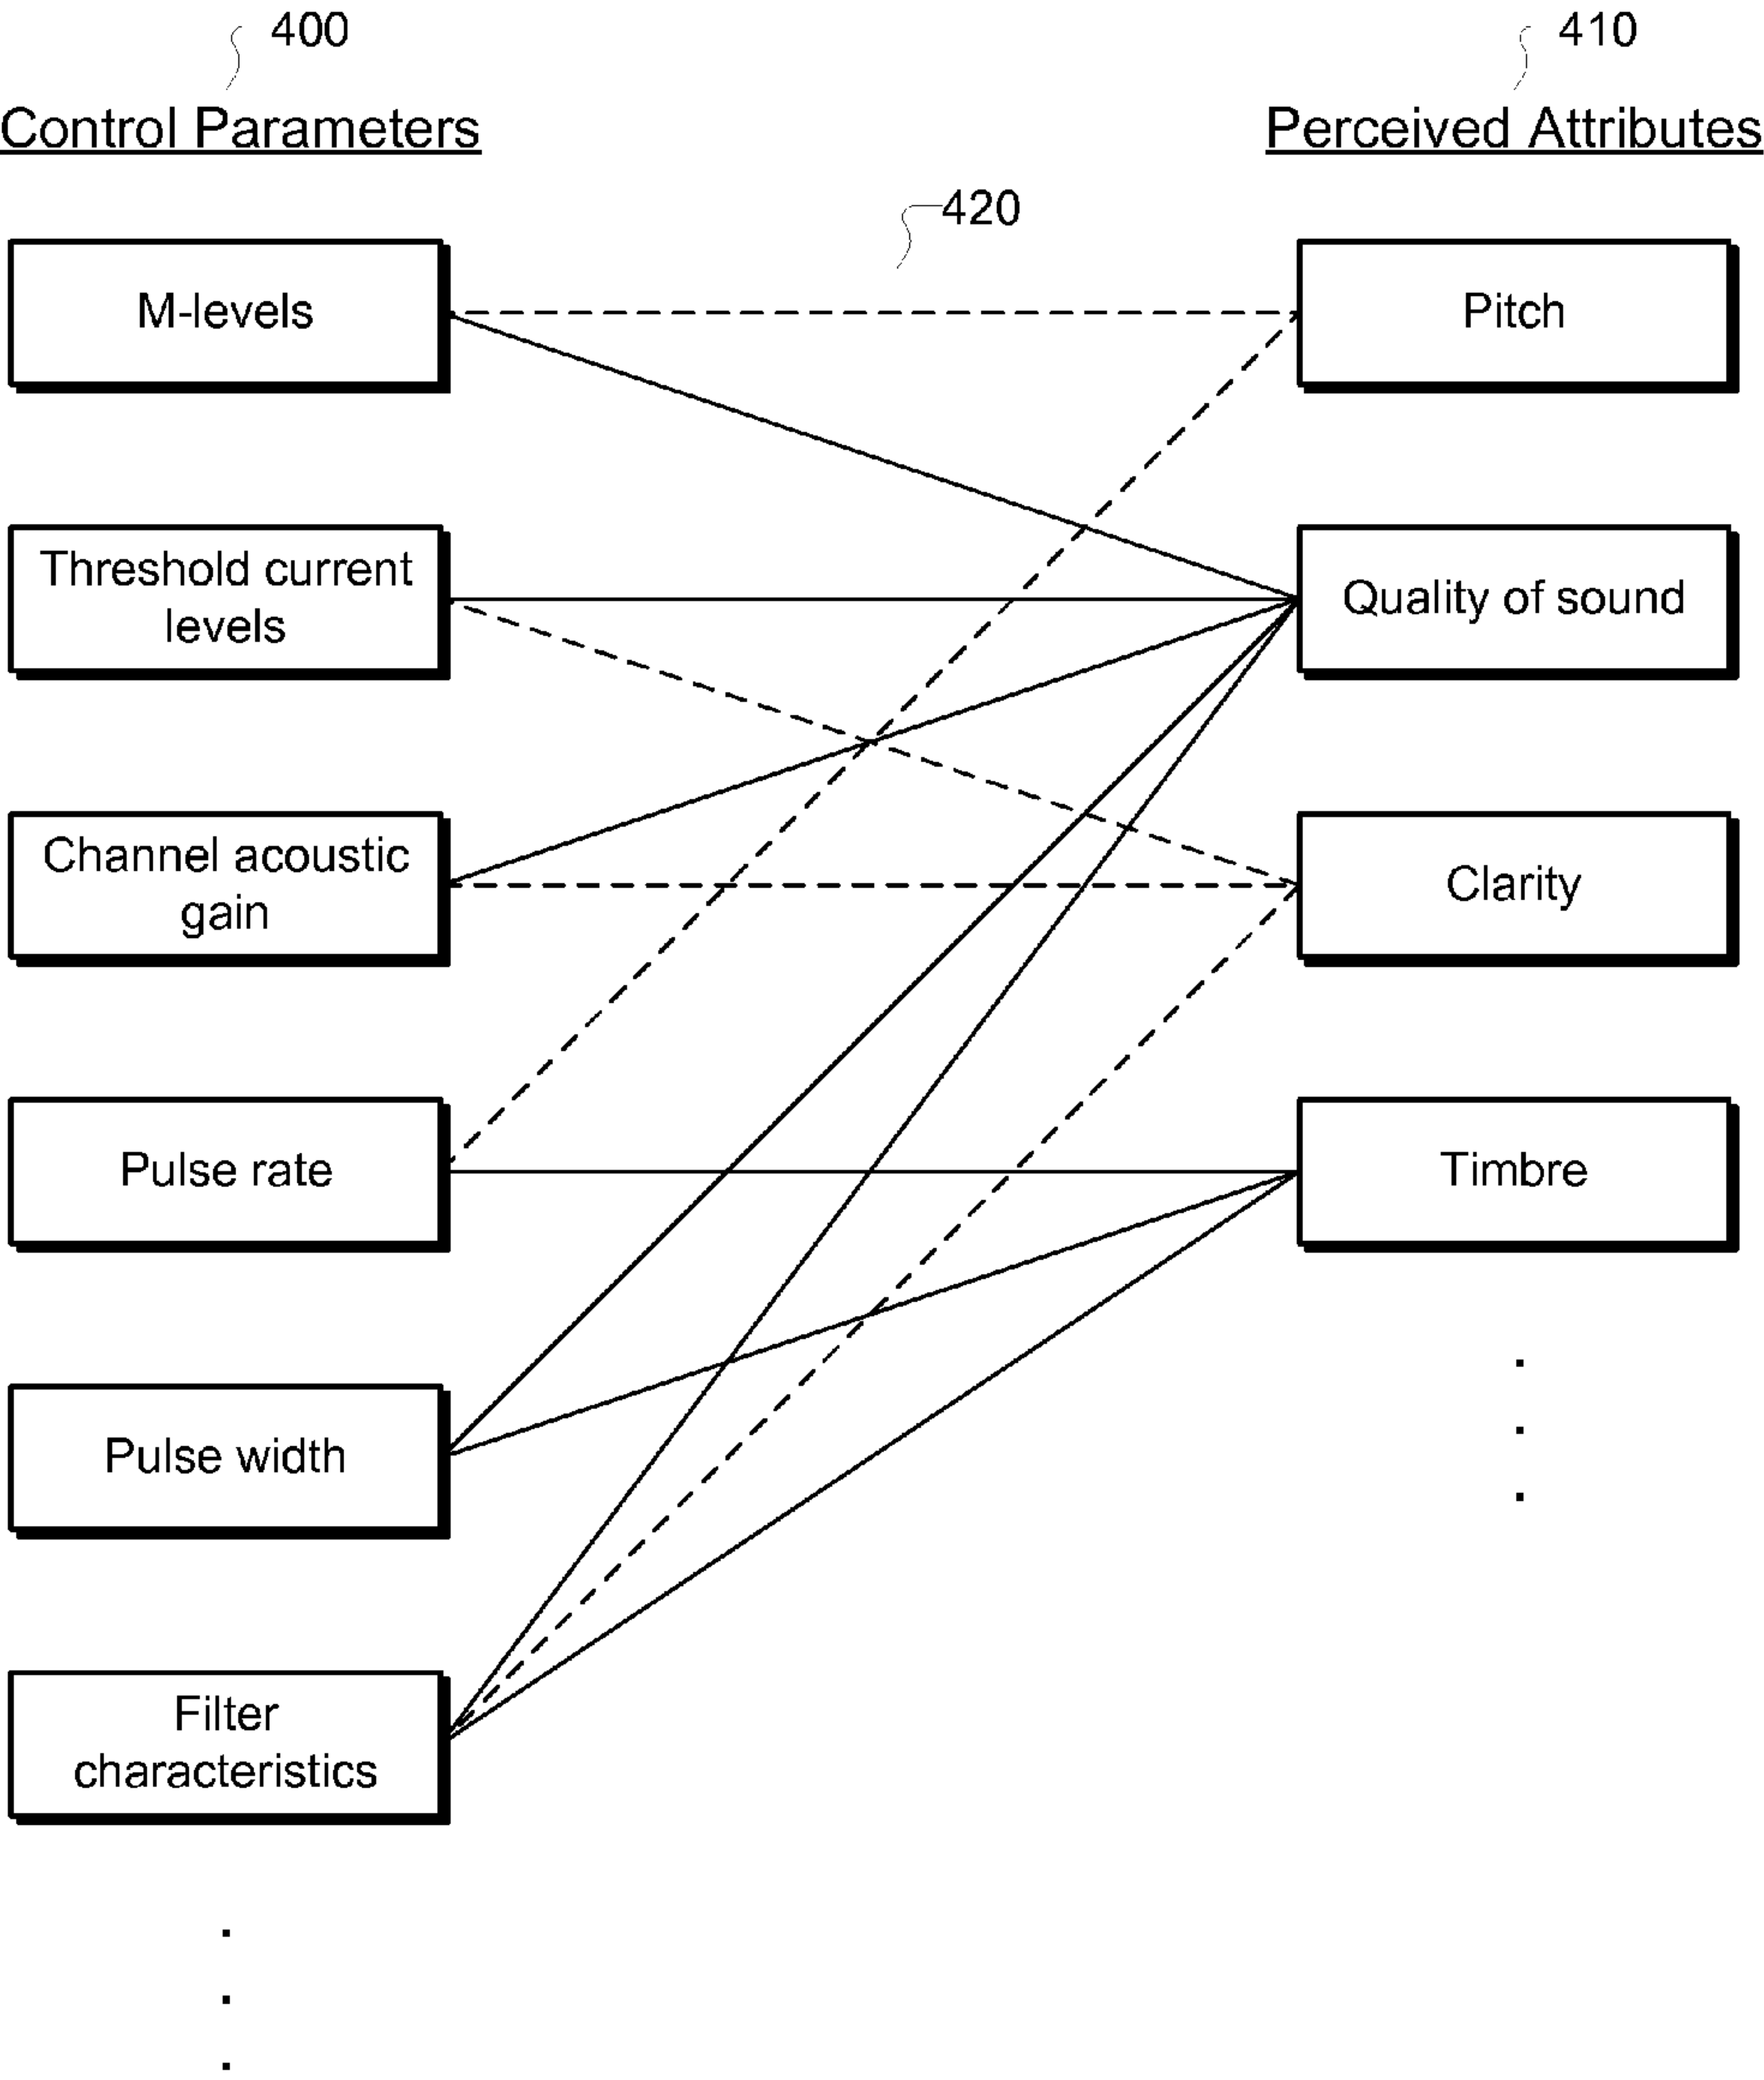 400
410
Control Parameters
Perceived Attributes
420
M-levels
Pitch
Threshold current
levels
Quality of sound
Channel acoustic
gain
Clarity
Pulse rate
Timbre
Pulse width
Filter
characteristics